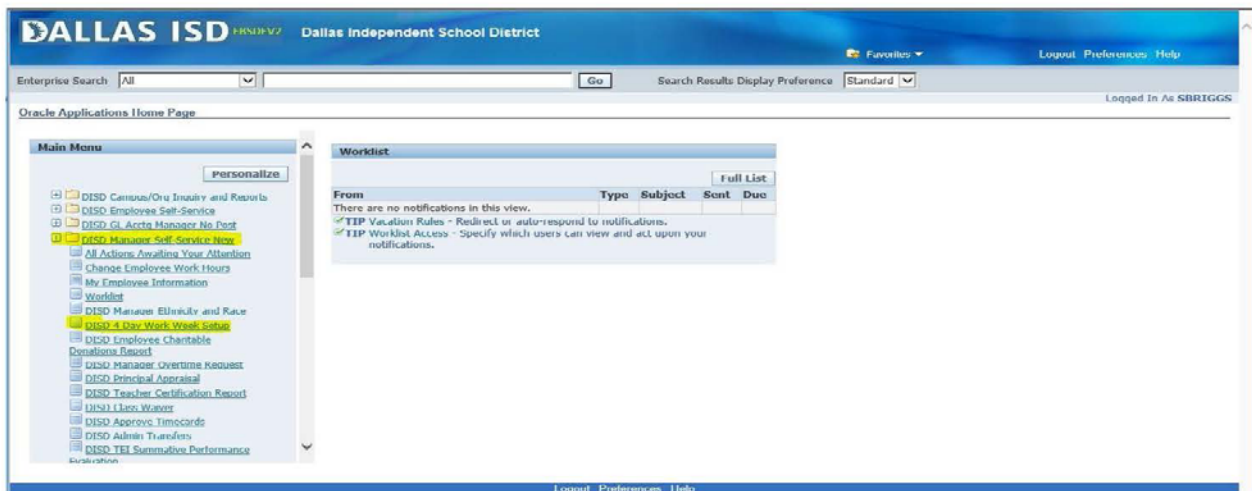 DALLAS ISD EBSDEV2 Dallas Independent School District
Favorites Logout Preferences Help
Enterprise Search All Go Search Results Display Preference Standard
Logged In As SBRIGGS
Oracle Applications Home Page
Main Menu
Personalize
DISD Campus/Org Inquiry and Reports
DISD Employee Self-Service
DISD GL Acctg Manager No Post
DISD Manager Self-Service New
All Actions Awaiting Your Attention
Change Employee Work Hours
My Employee Information
Worklist
DISD Manager Ethnicity and Race
DISD 4 Day Work Week Setup
DISD Employee Charitable
Donations Report
DISD Manager Overtime Request
DISD Principal Appraisal
DISD Teacher Certification Report
DISD Class Waiver
DISD Approve Timecards
DISD Admin Transfers
DISD TEI Summative Performance
Evaluation
Worklist
Full List
From Type Subject Sent Due
There are no notifications in this view.
TIP Vacation Rules - Redirect or auto-respond to notifications.
TIP Worklist Access - Specify which users can view and act upon your
notifications.
Logout Preferences Help